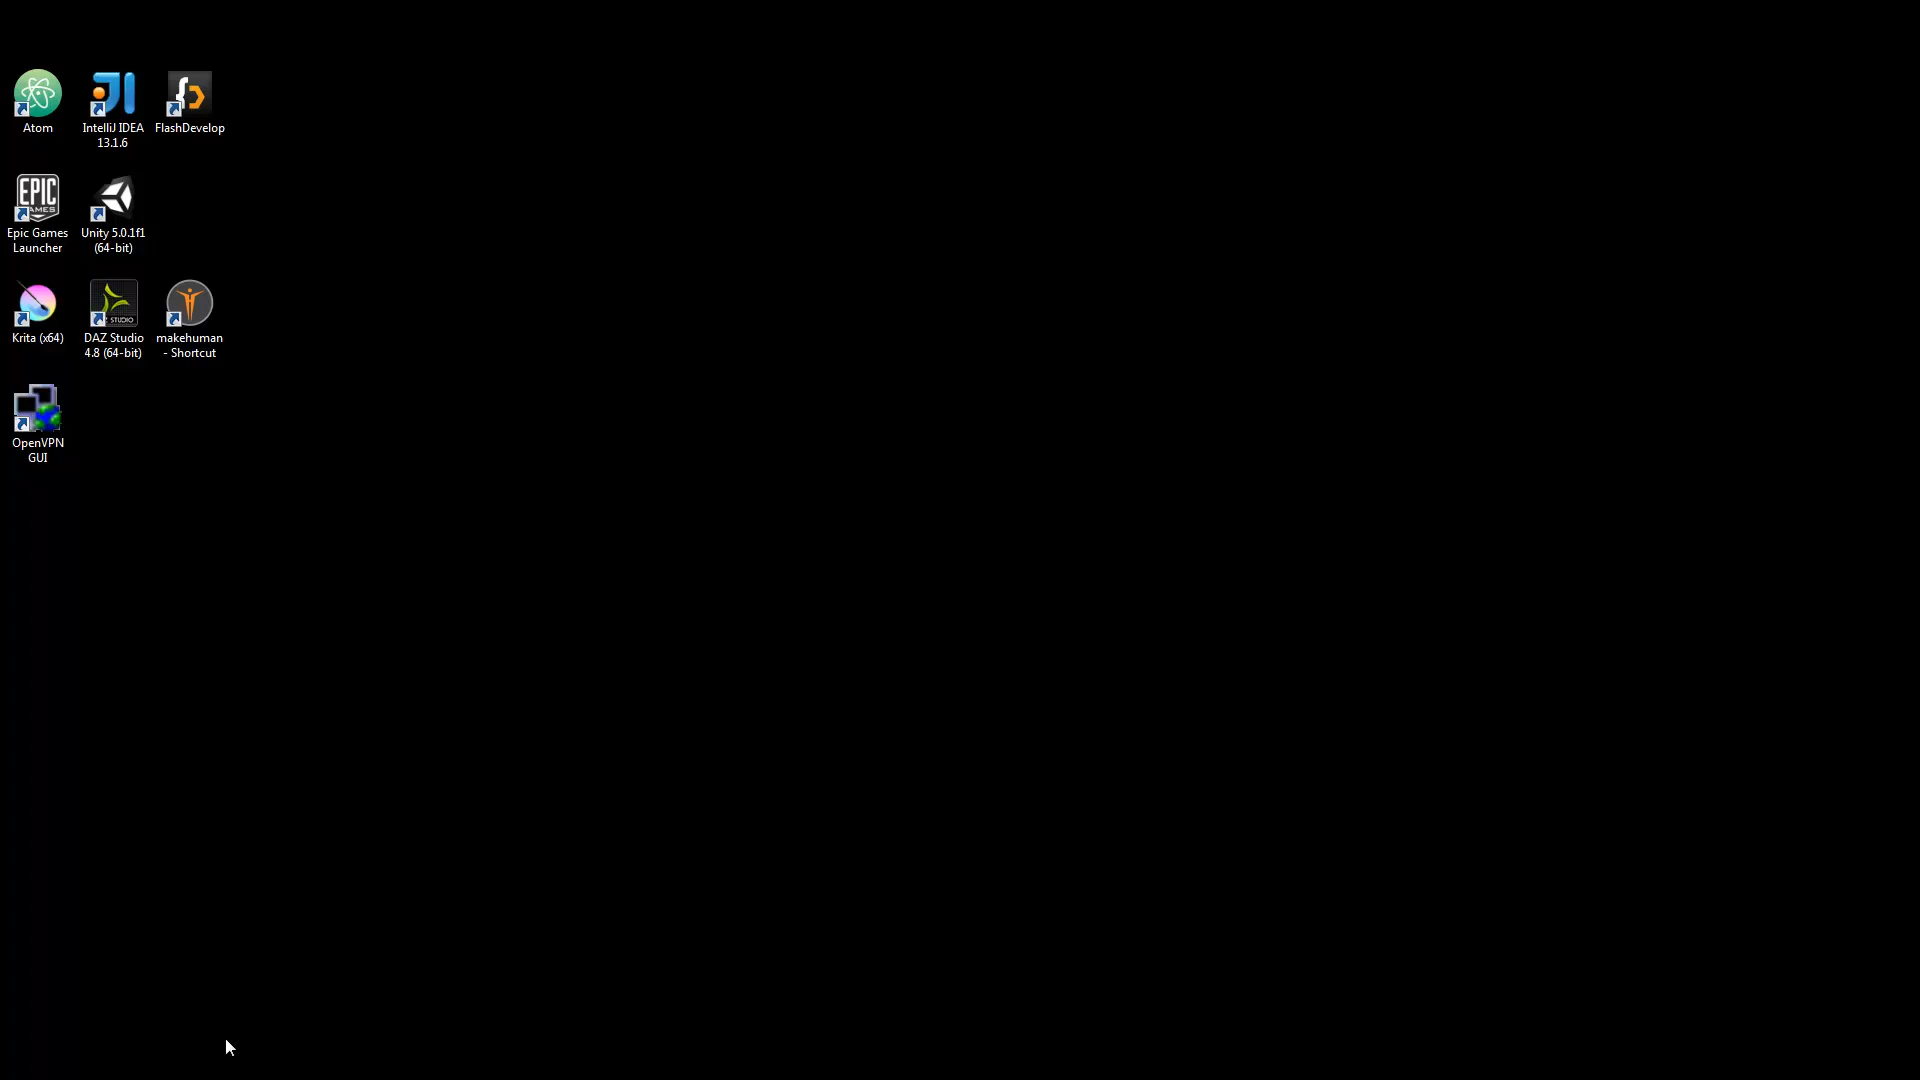 Atom
IntelliJ IDEA
13.1.6
FlashDevelop
EPIC
GAMES
Epic Games
Launcher
Unity 5.0.1f1
(64-bit)
Krita (x64)
STUDIO
DAZ Studio
4.8 (64-bit)
makehuman
- Shortcut
OpenVPN
GUI